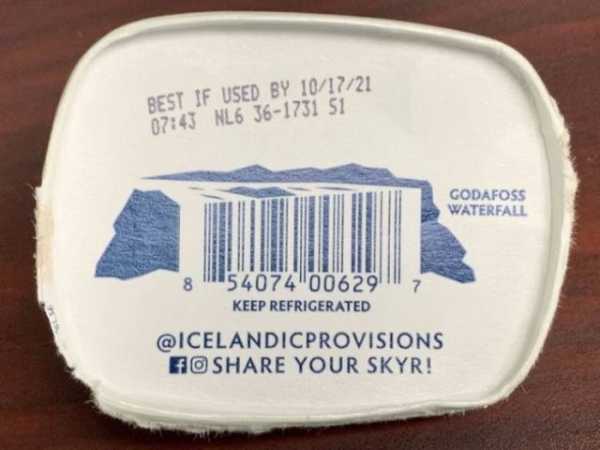 BEST IF USED BY 10/17/21
07:43 NL6 36-1731 S1
GODAFOSS
WATERFALL
8 54074 00629 7
KEEP REFRIGERATED
@ICELANDICPROVISIONS
SHARE YOUR SKYR!